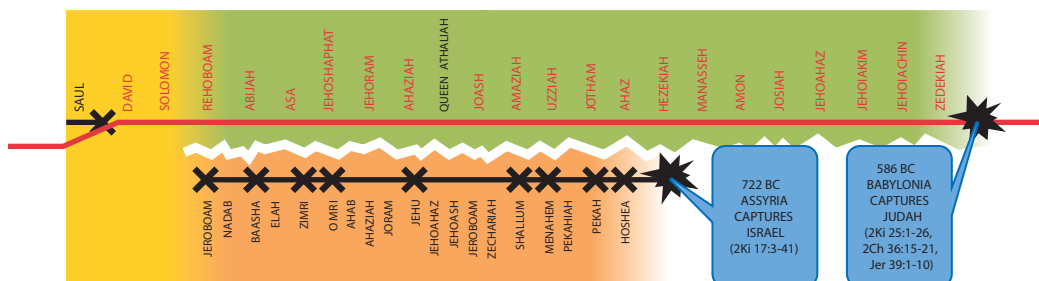 SAUL
DAVID
SOLOMON
REHOBOAM
ABIJAH
ASA
JEHOSHAPHAT
JEHORAM
AHAZIAH
QUEEN ATHALIAH
JOASH
AMAZIAH
UZZIAH
JOTHAM
AHAZ
HEZEKIAH
MANASSEH
AMON
JOSIAH
JEHOAHAZ
JEHOIAKIM
JEHOIACHIN
ZEDEKIAH
JEROBOAM
NADAB
BAASHA
ELAH
ZIMRI
OMRI
AHAB
AHAZIAH
JORAM
JEHU
JEHOAHAZ
JEHOASH
JEROBOAM
ZECHARIAH
SHALLUM
MENAHEM
PEKAHIAH
PEKAH
HOSHEA
722 BC
ASSYRIA
CAPTURES
ISRAEL
(2Ki 17:3-41)
586 BC
BABYLONIA
CAPTURES
JUDAH
(2Ki 25:1-26,
2Ch 36:15-21,
Jer 39:1-10)